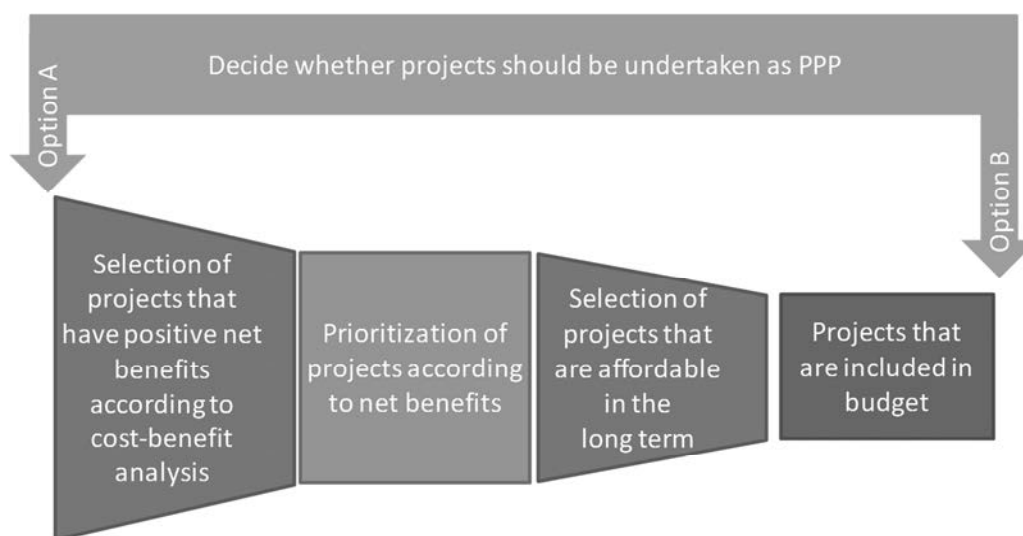 Decide whether projects should be undertaken as PPP
Option A
Option B
Selection of
projects that
have positive net
benefits
according to
cost-benefit
analysis
Prioritization of
projects according
to net benefits
Selection of
projects that
are affordable
in the
long term
Projects that
are included in
budget